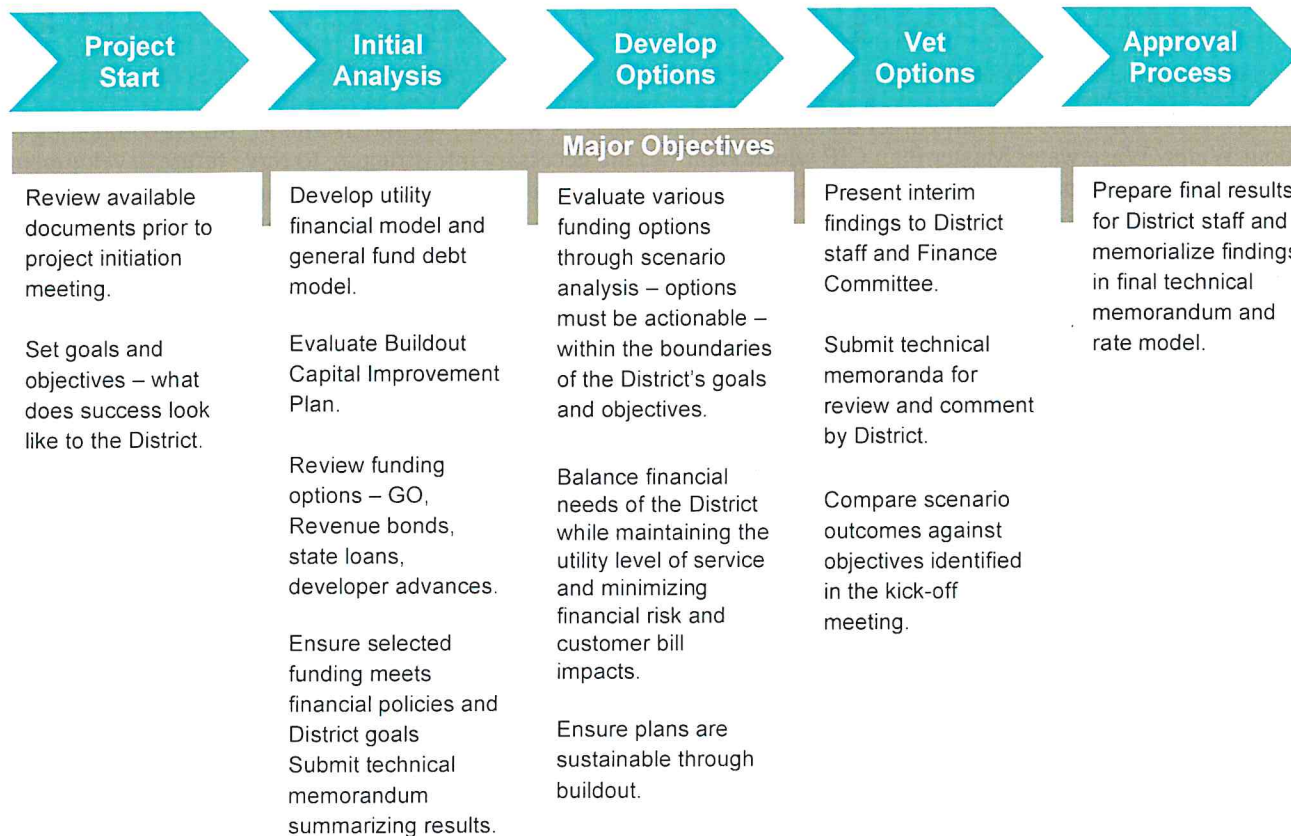 Project
Start
Initial
Analysis
Develop
Options
Vet
Options
Approval
Process
Major Objectives
Review available
documents prior to
project initiation
meeting.
Set goals and
objectives – what
does success look
like to the District.
Develop utility
financial model and
general fund debt
model.
Evaluate Buildout
Capital Improvement
Plan.
Review funding
options – GO,
Revenue bonds,
state loans,
developer advances.
Ensure selected
funding meets
financial policies and
District goals
Submit technical
memorandum
summarizing results.
Evaluate various
funding options
through scenario
analysis – options
must be actionable –
within the boundaries
of the District's goals
and objectives.
Balance financial
needs of the District
while maintaining the
utility level of service
and minimizing
financial risk and
customer bill
impacts.
Ensure plans are
sustainable through
buildout.
Present interim
findings to District
staff and Finance
Committee.
Submit technical
memoranda for
review and comment
by District.
Compare scenario
outcomes against
objectives identified
in the kick-off
meeting.
Prepare final results
for District staff and
memorialize findings
in final technical
memorandum and
rate model.